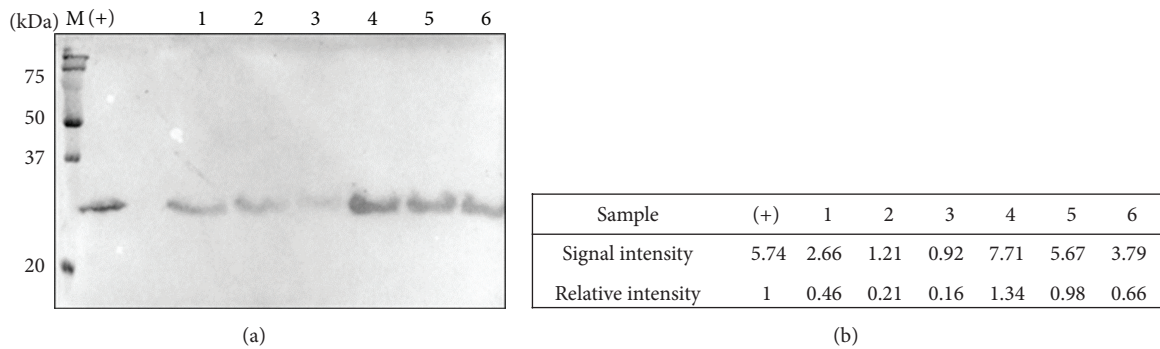 (kDa) M (+) 1 2 3 4 5 6
75
50
37
20
(a)
Sample (+) 1 2 3 4 5 6
Signal intensity 5.74 2.66 1.21 0.92 7.71 5.67 3.79
Relative intensity 1 0.46 0.21 0.16 1.34 0.98 0.66
(b)